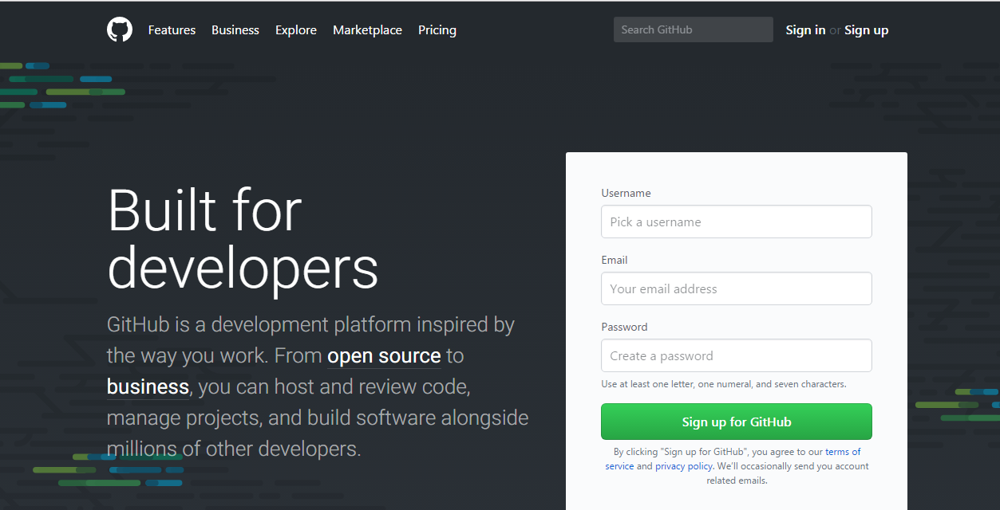 Features Business Explore Marketplace Pricing Search GitHub Sign in or Sign up
Built for
developers
GitHub is a development platform inspired by
the way you work. From open source to
business, you can host and review code,
manage projects, and build software alongside
millions of other developers.
Username
Pick a username
Email
Your email address
Password
Create a password
Use at least one letter, one numeral, and seven characters.
Sign up for GitHub
By clicking "Sign up for GitHub", you agree to our terms of
service and privacy policy. We'll occasionally send you account
related emails.